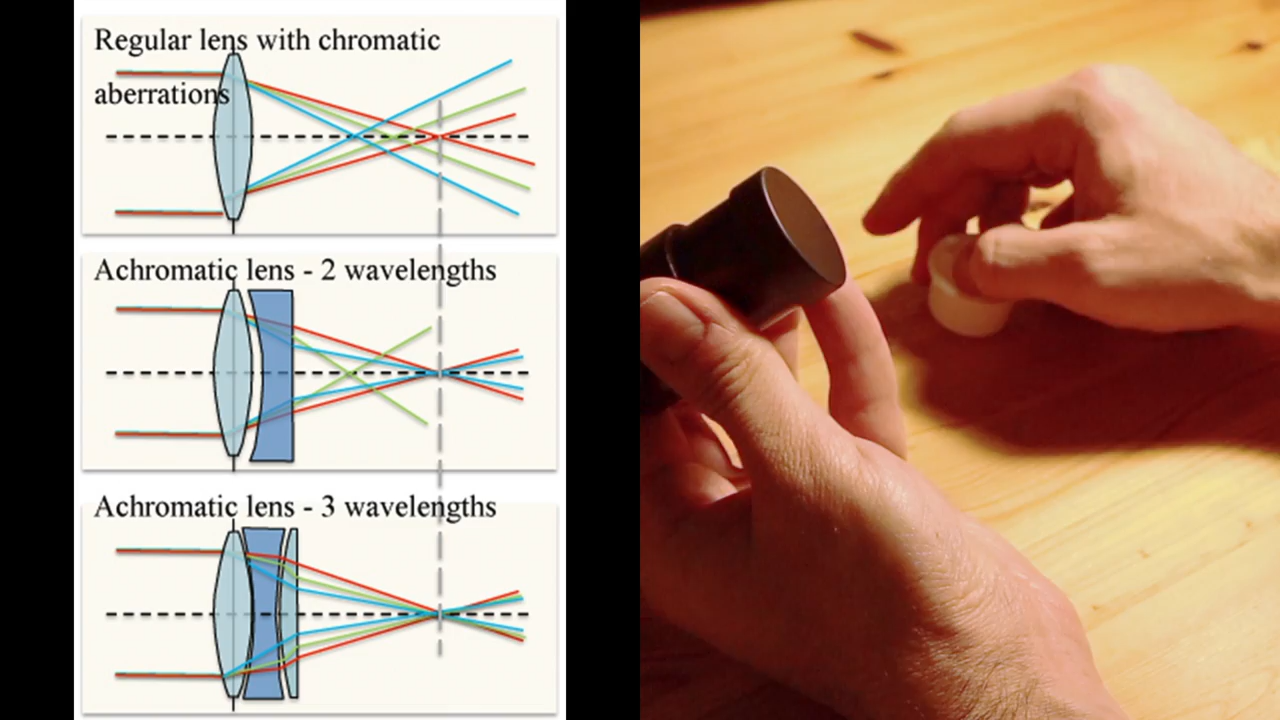 Regular lens with chromatic
aberrations
Achromatic lens - 2 wavelengths
Achromatic lens - 3 wavelengths